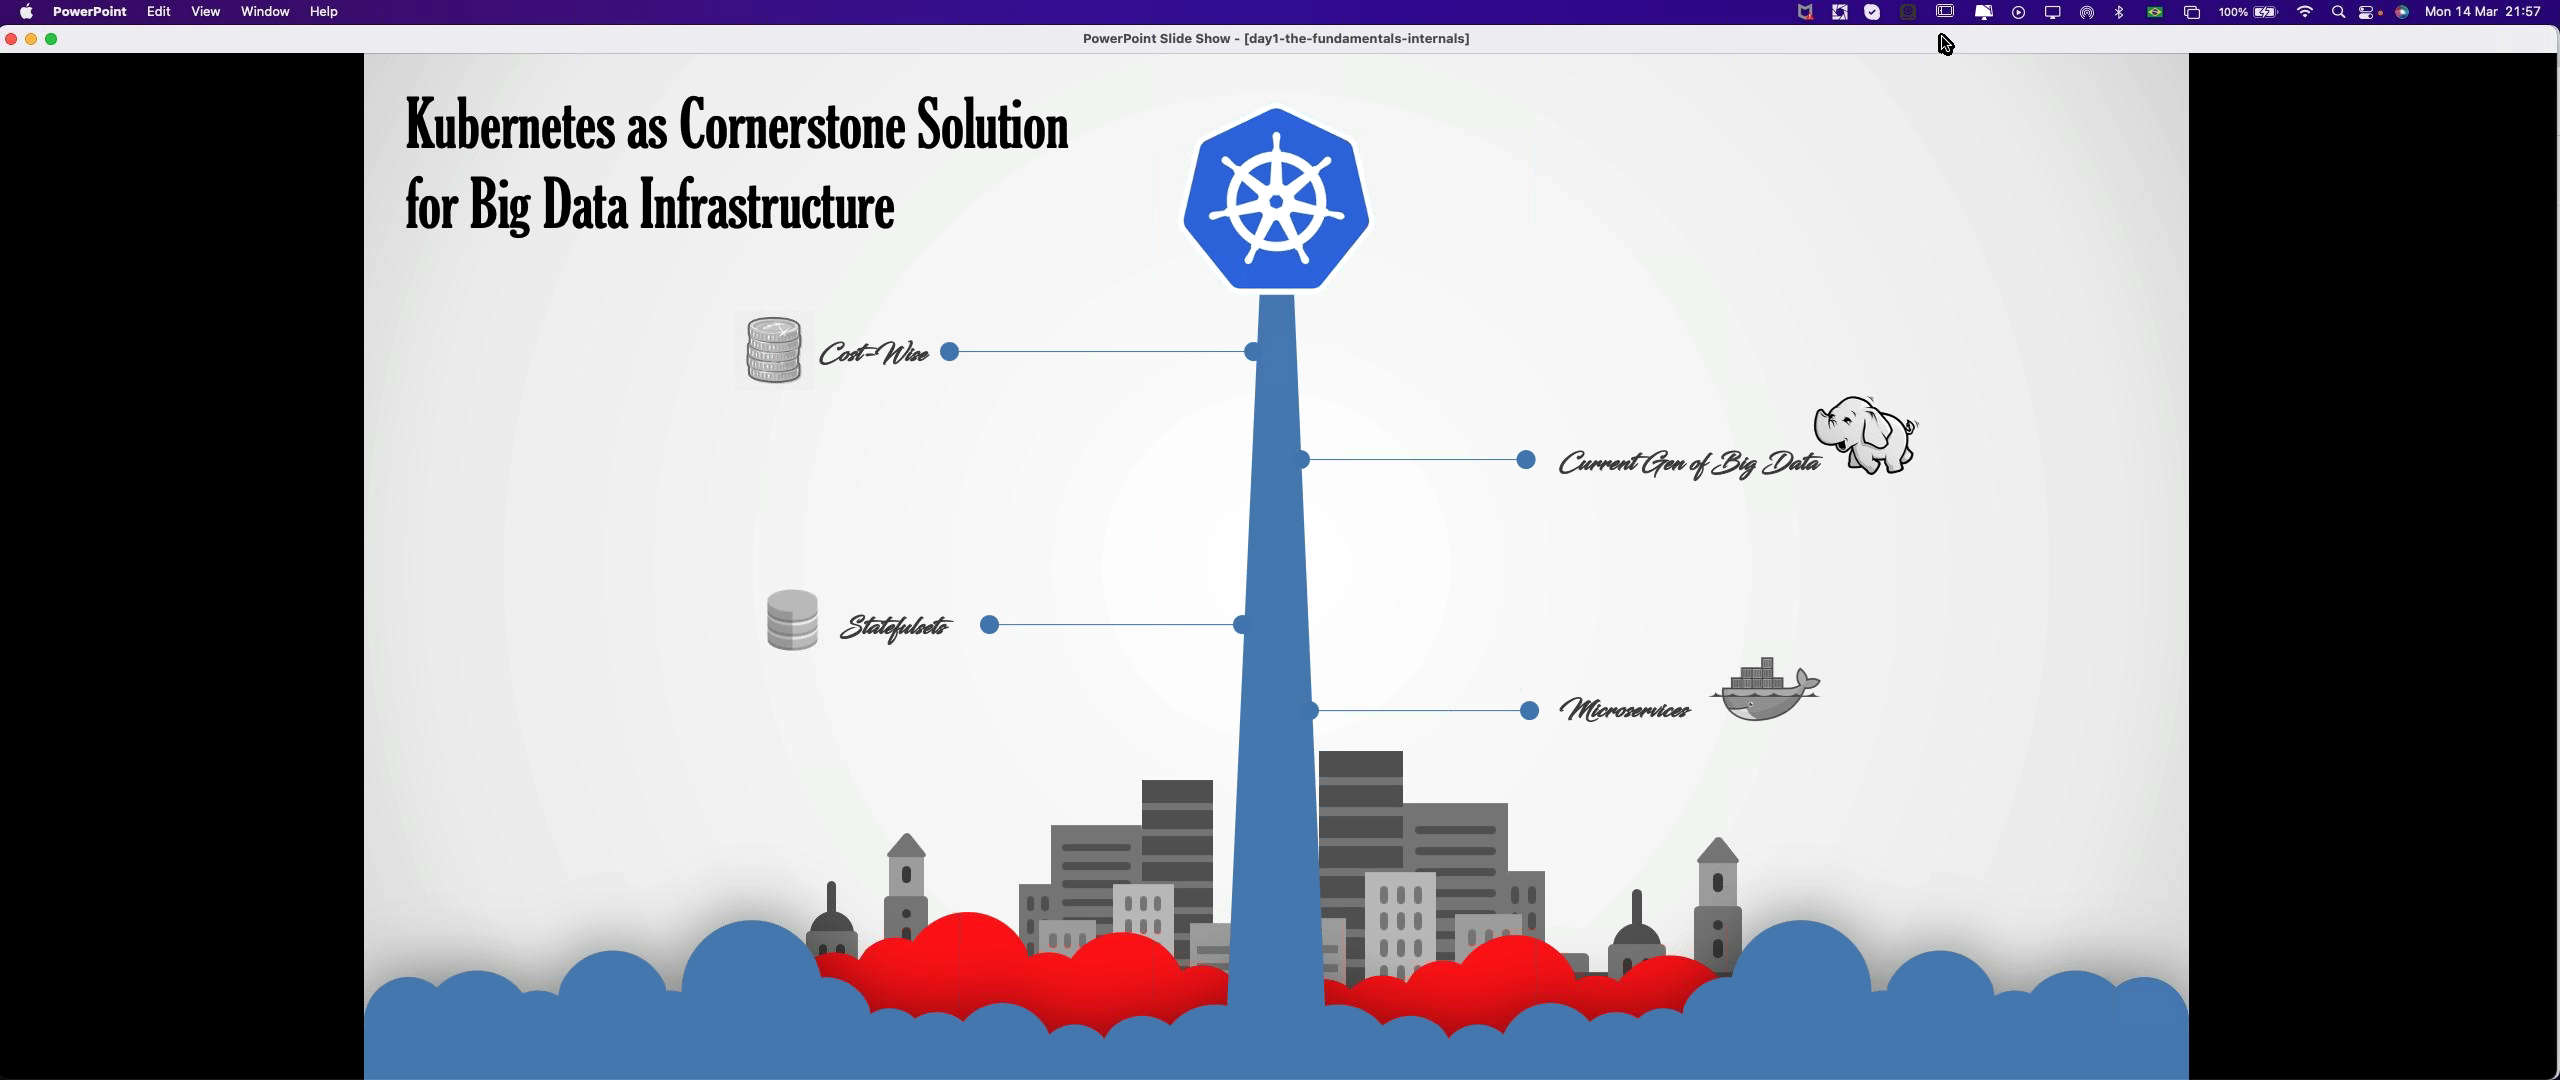 PowerPoint Edit View Window Help 100% Mon 14 Mar 21:57
PowerPoint Slide Show - [day1-the-fundamentals-internals]
Kubernetes as Cornerstone Solution
for Big Data Infrastructure
Cost-Wise
Current Gen of Big Data
Statefulsets
Microservices